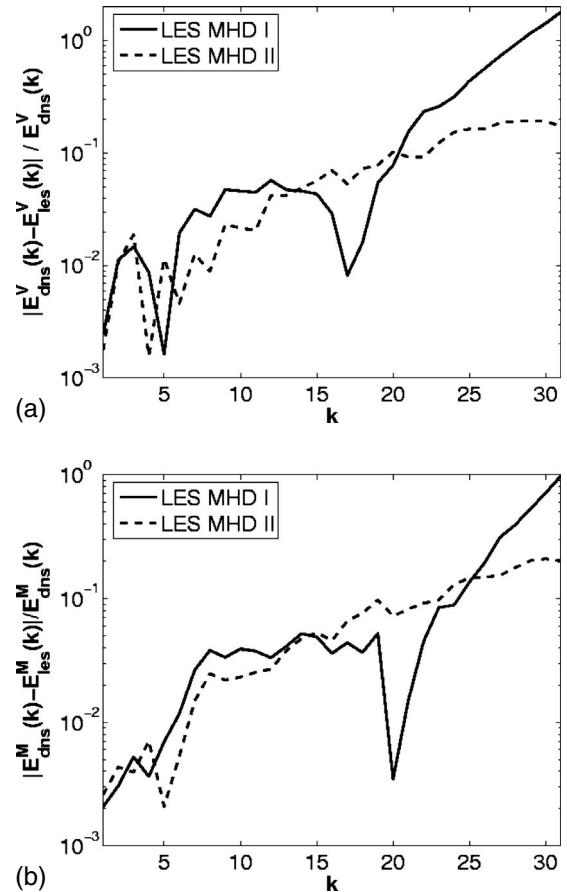 10^0
10^-1
10^-2
10^-3
|E^V_dns(k)−E^V_les(k)| / E^V_dns(k)
LES MHD I
LES MHD II
5 10 15 20 25 30
k
(a)
10^0
10^-1
10^-2
10^-3
|E^M_dns(k)−E^M_les(k)|/E^M_dns(k)
LES MHD I
LES MHD II
5 10 15 20 25 30
k
(b)